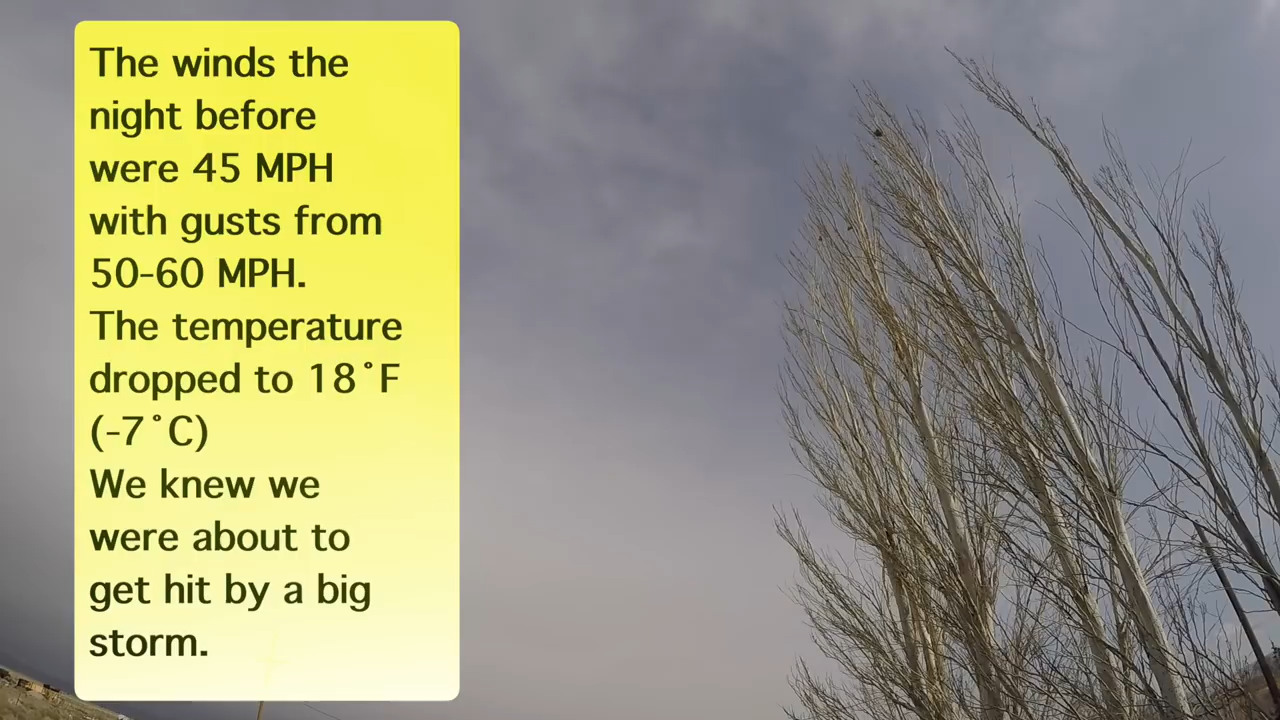 The winds the
night before
were 45 MPH
with gusts from
50-60 MPH.
The temperature
dropped to 18˚F
(-7˚C)
We knew we
were about to
get hit by a big
storm.